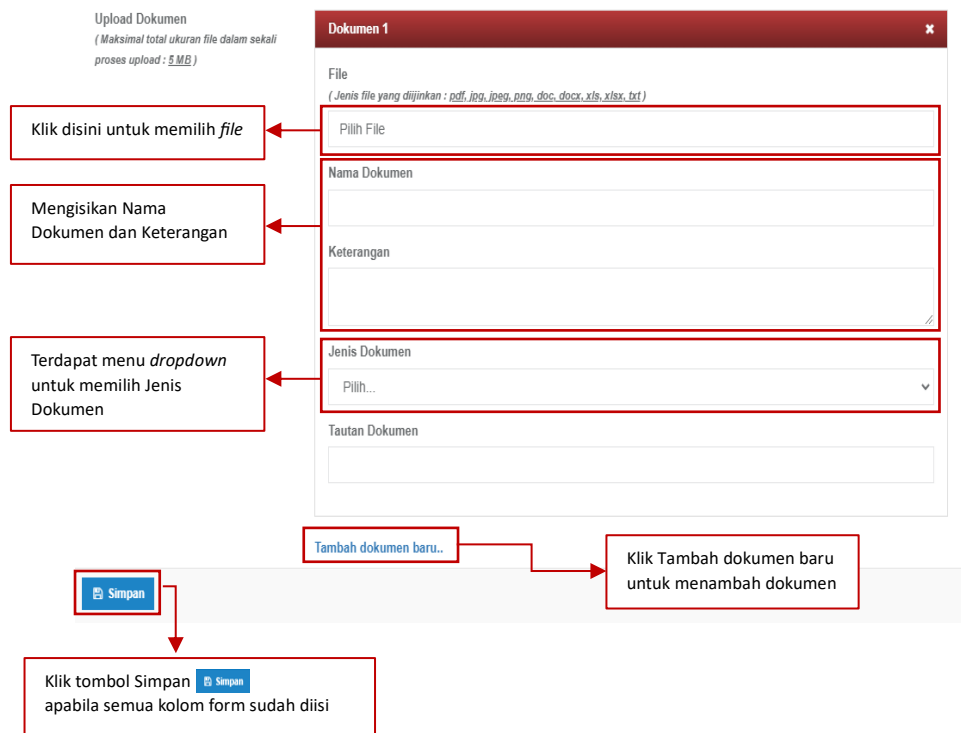 Upload Dokumen
( Maksimal total ukuran file dalam sekali
proses upload : 5 MB )
Dokumen 1
File
( Jenis file yang diijinkan : pdf, jpg, jpeg, png, doc, docx, xls, xlsx, txt )
Klik disini untuk memilih file
Pilih File
Nama Dokumen
Mengisikan Nama
Dokumen dan Keterangan
Keterangan
Terdapat menu dropdown
untuk memilih Jenis
Dokumen
Jenis Dokumen
Pilih...
Tautan Dokumen
Tambah dokumen baru..
Klik Tambah dokumen baru
untuk menambah dokumen
Simpan
Klik tombol Simpan Simpan
apabila semua kolom form sudah diisi